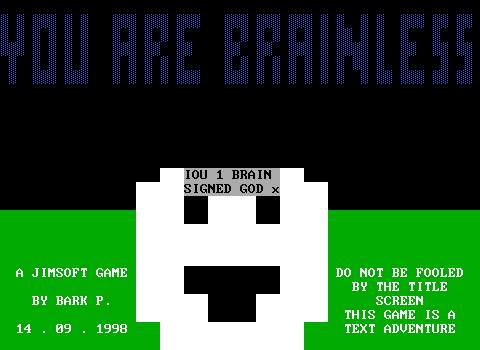 YOU ARE BRAINLESS
IOU 1 BRAIN
SIGNED GOD x
A JIMSOFT GAME
BY BARK P.
14 . 09 . 1998
DO NOT BE FOOLED
BY THE TITLE
SCREEN
THIS GAME IS A
TEXT ADVENTURE